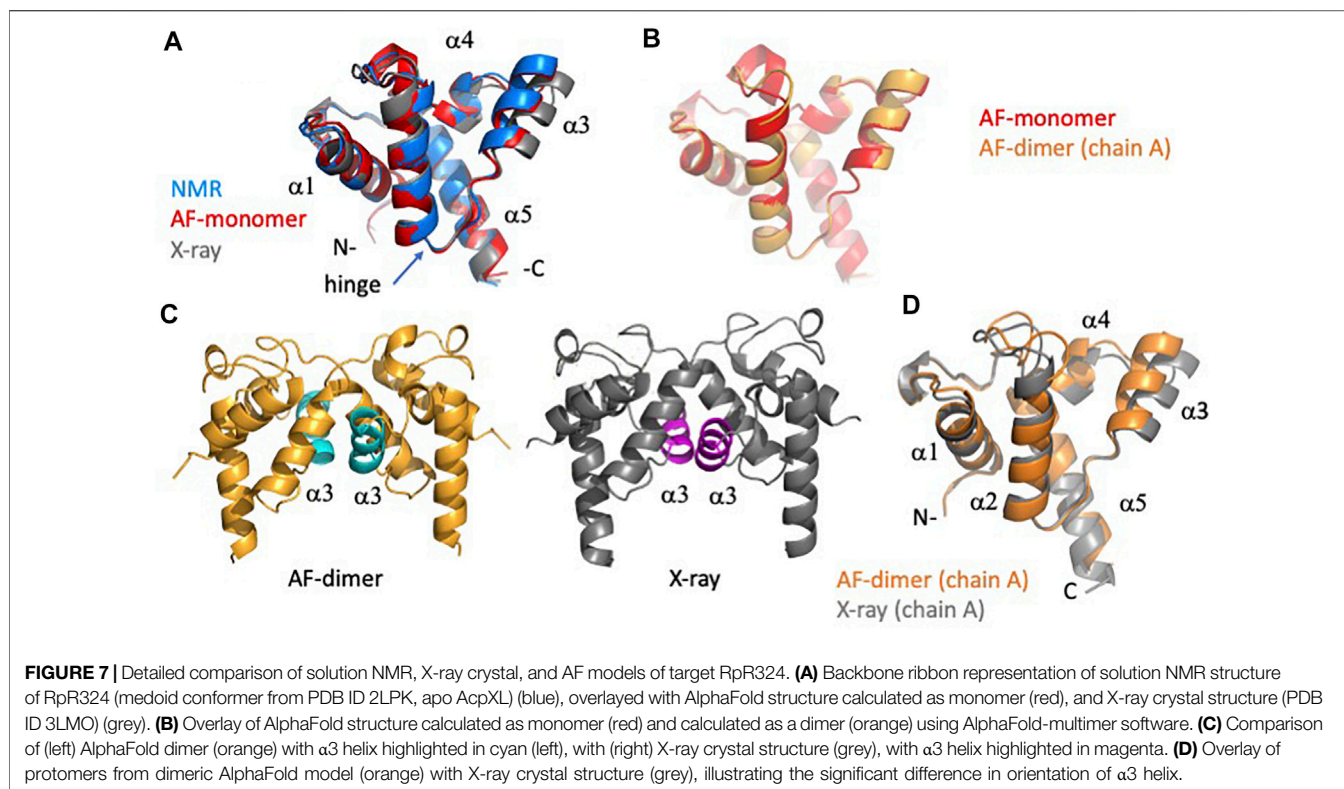 A
α4
α3
α1
NMR
AF-monomer
X-ray
α5
N-
hinge
-C
B
AF-monomer
AF-dimer (chain A)
C
α3 α3
AF-dimer
α3 α3
X-ray
D
α4
α3
α1
α2
N-
α5
C
AF-dimer (chain A)
X-ray (chain A)
FIGURE 7 | Detailed comparison of solution NMR, X-ray crystal, and AF models of target RpR324. (A) Backbone ribbon representation of solution NMR structure
of RpR324 (medoid conformer from PDB ID 2LPK, apo AcpXL) (blue), overlayed with AlphaFold structure calculated as monomer (red), and X-ray crystal structure (PDB
ID 3LMO) (grey). (B) Overlay of AlphaFold structure calculated as monomer (red) and calculated as a dimer (orange) using AlphaFold-multimer software. (C) Comparison
of (left) AlphaFold dimer (orange) with α3 helix highlighted in cyan (left), with (right) X-ray crystal structure (grey), with α3 helix highlighted in magenta. (D) Overlay of
protomers from dimeric AlphaFold model (orange) with X-ray crystal structure (grey), illustrating the significant difference in orientation of α3 helix.